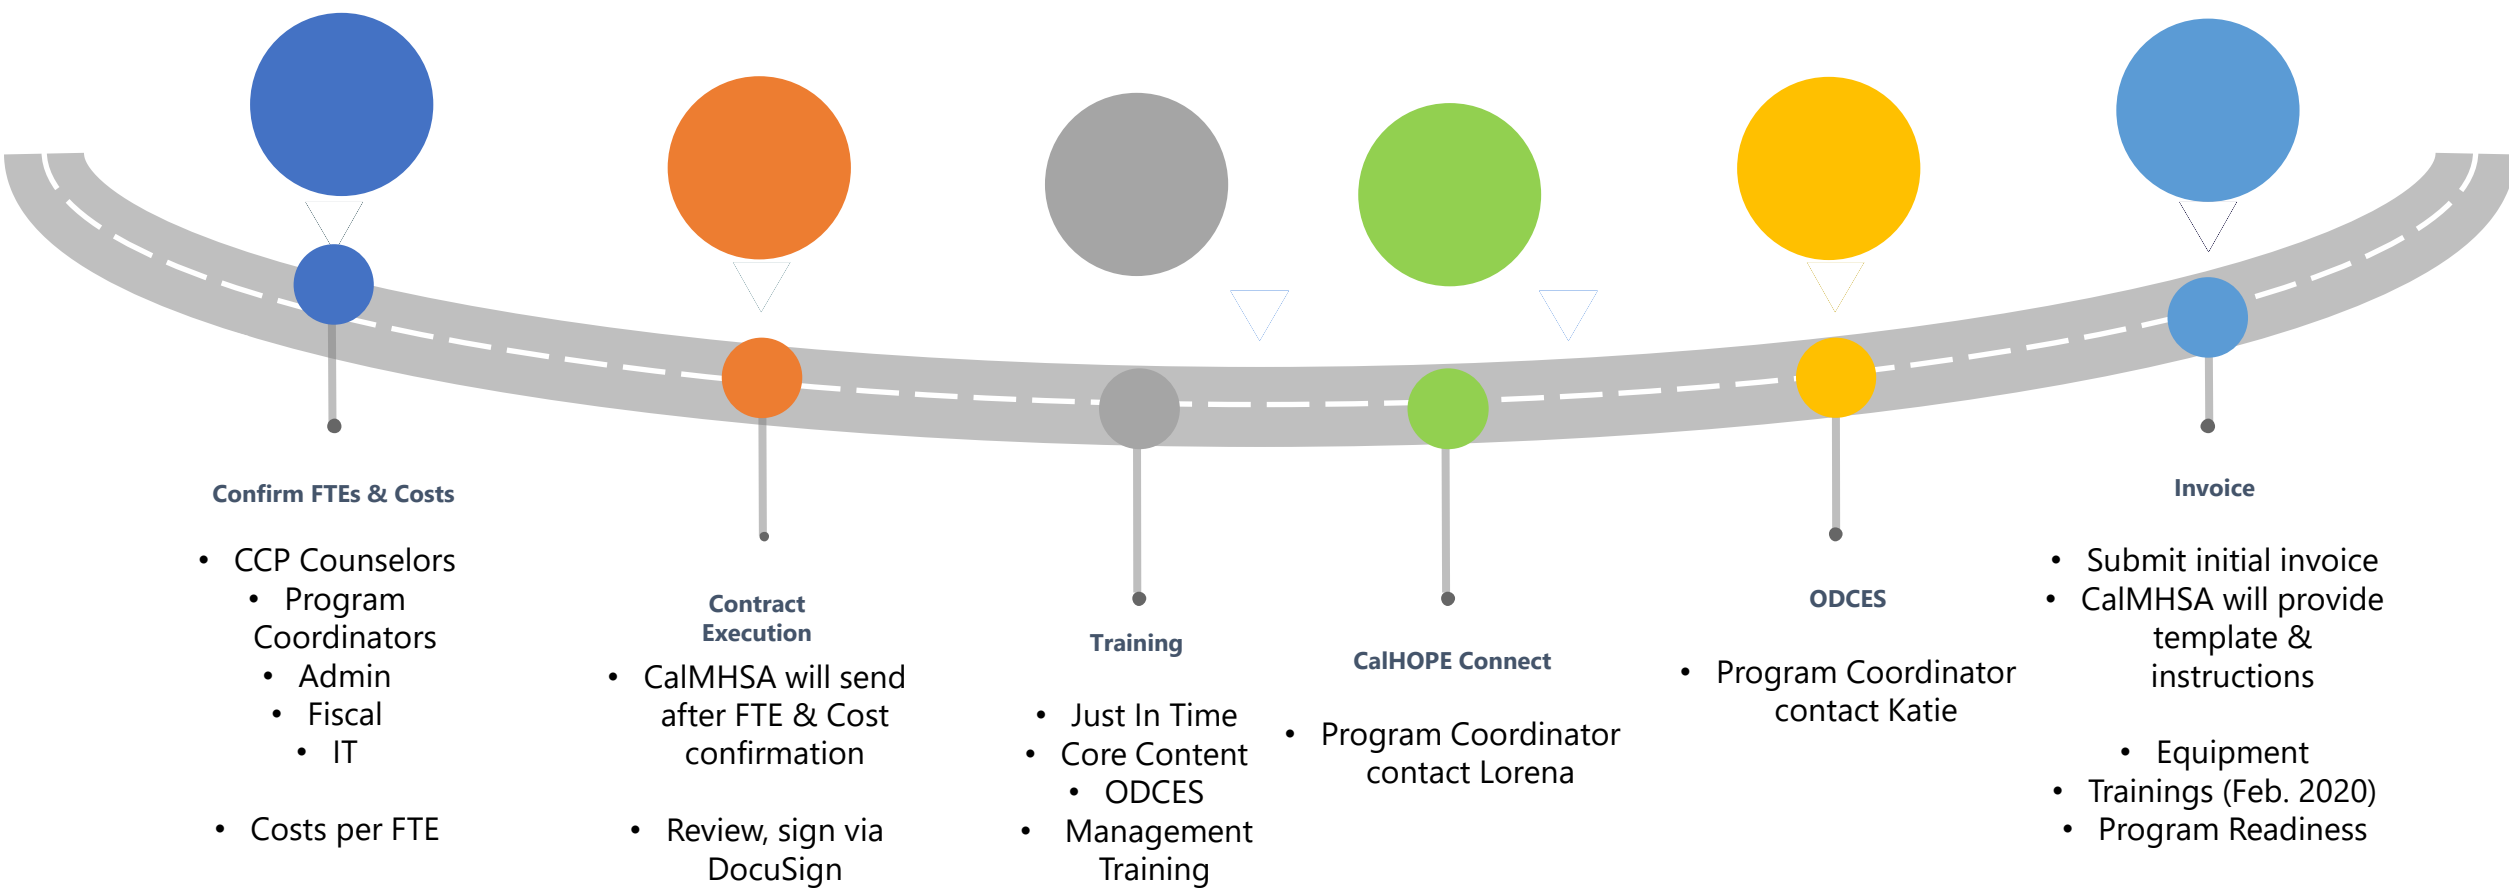 Confirm FTEs & Costs
• CCP Counselors
• Program
Coordinators
• Admin
• Fiscal
• IT
• Costs per FTE
Contract
Execution
• CalMHSA will send
after FTE & Cost
confirmation
• Review, sign via
DocuSign
Training
• Just In Time
• Core Content
• ODCES
• Management
Training
CalHOPE Connect
• Program Coordinator
contact Lorena
ODCES
• Program Coordinator
contact Katie
Invoice
• Submit initial invoice
• CalMHSA will provide
template &
instructions
• Equipment
• Trainings (Feb. 2020)
• Program Readiness